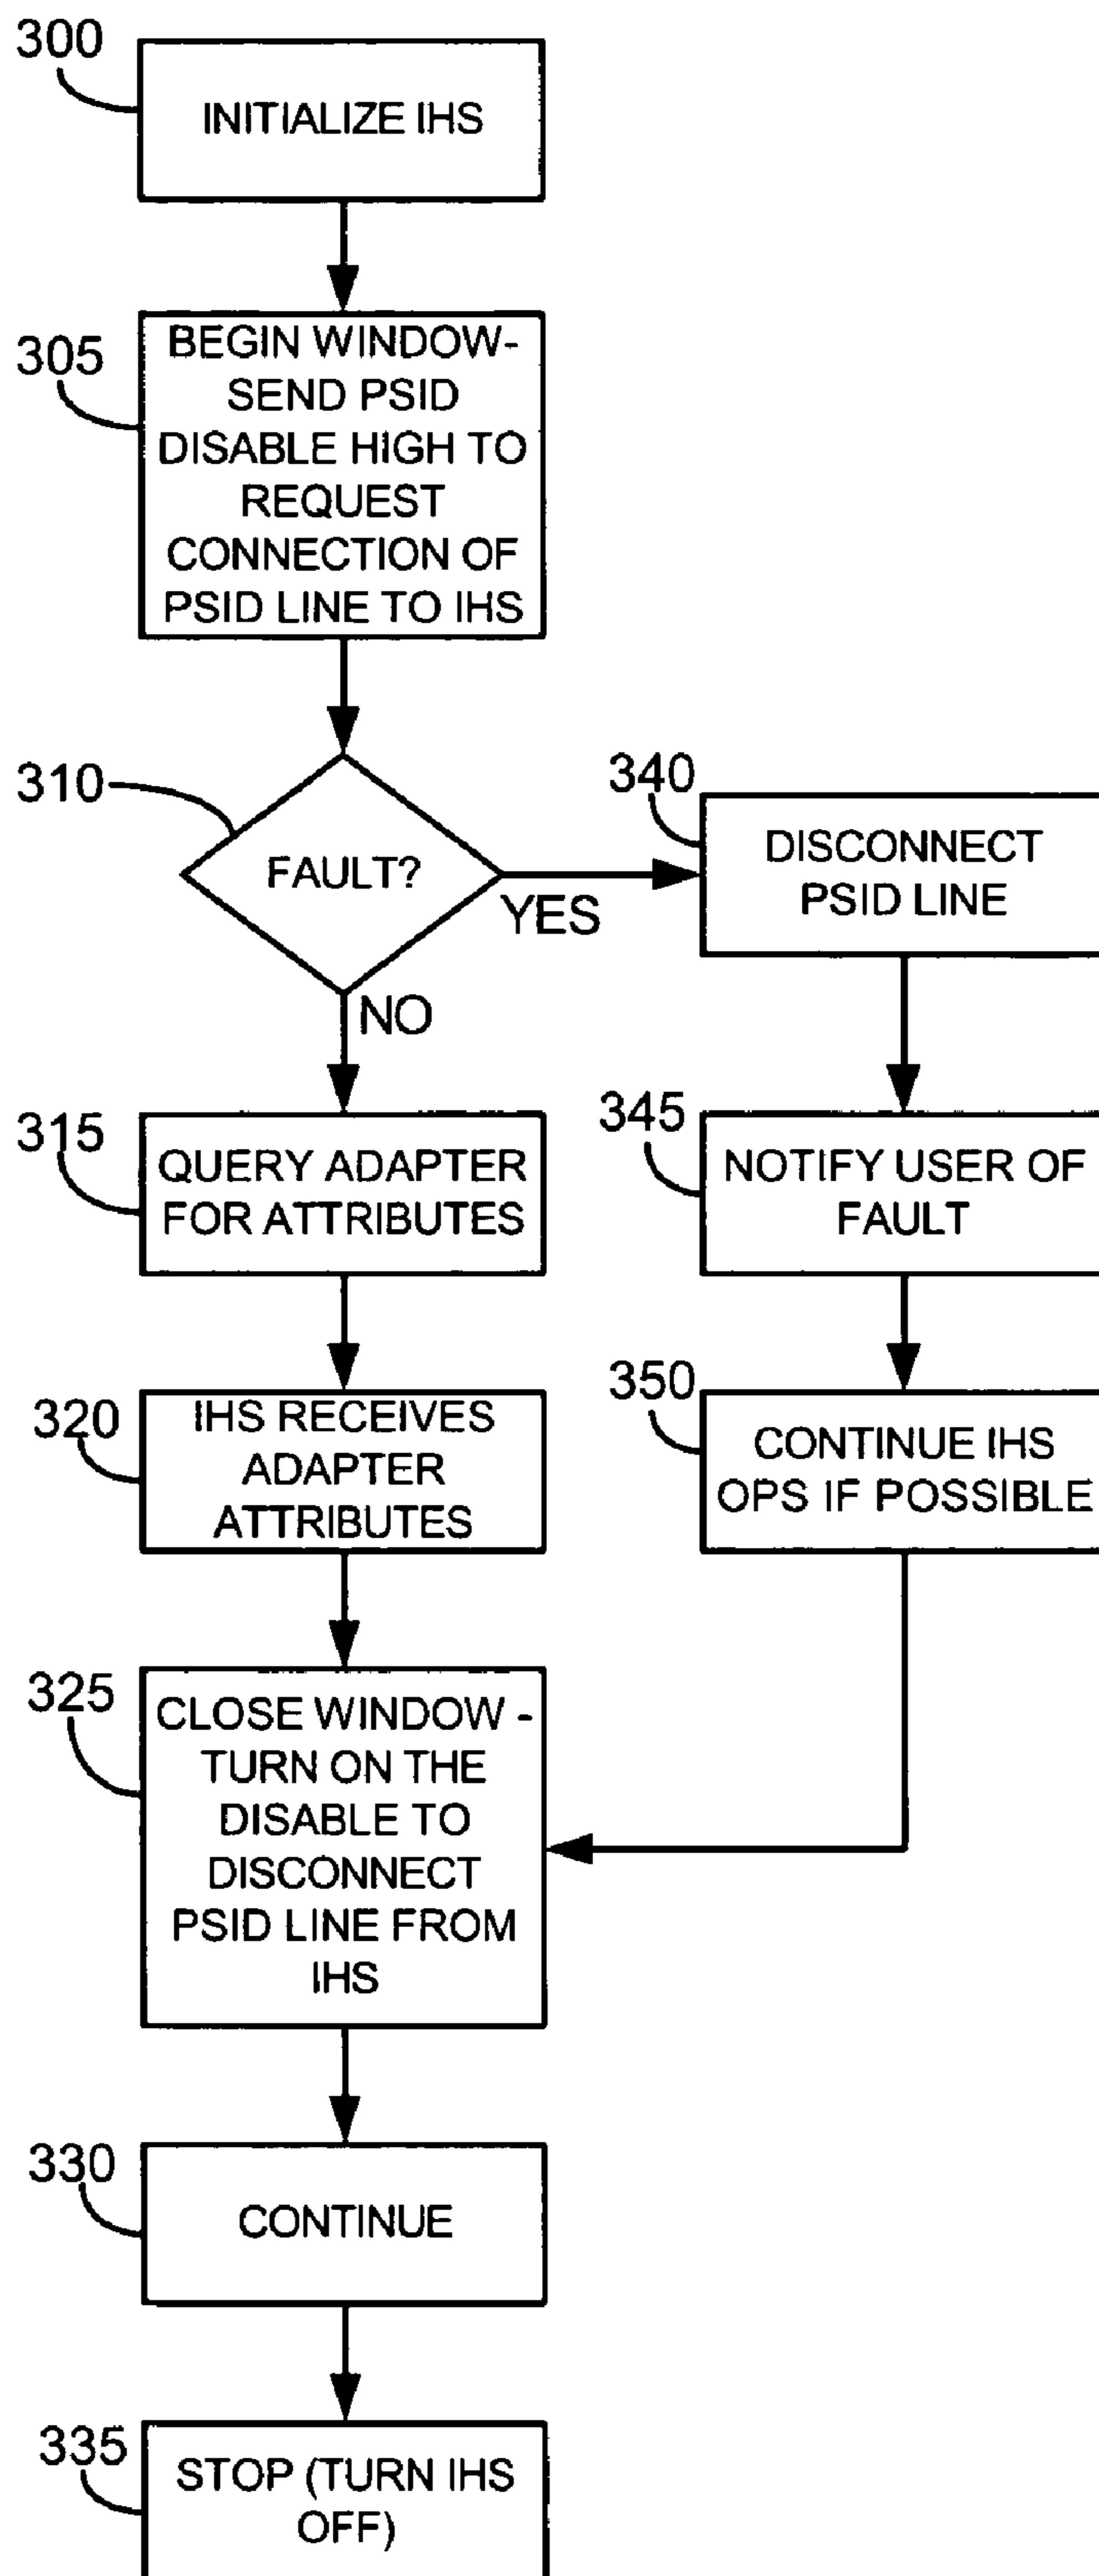 300
INITIALIZE IHS
305
BEGIN WINDOW-
SEND PSID
DISABLE HIGH TO
REQUEST
CONNECTION OF
PSID LINE TO IHS
310
FAULT?
YES
NO
340
DISCONNECT
PSID LINE
315
QUERY ADAPTER
FOR ATTRIBUTES
345
NOTIFY USER OF
FAULT
320
IHS RECEIVES
ADAPTER
ATTRIBUTES
350
CONTINUE IHS
OPS IF POSSIBLE
325
CLOSE WINDOW -
TURN ON THE
DISABLE TO
DISCONNECT
PSID LINE FROM
IHS
330
CONTINUE
335
STOP (TURN IHS
OFF)